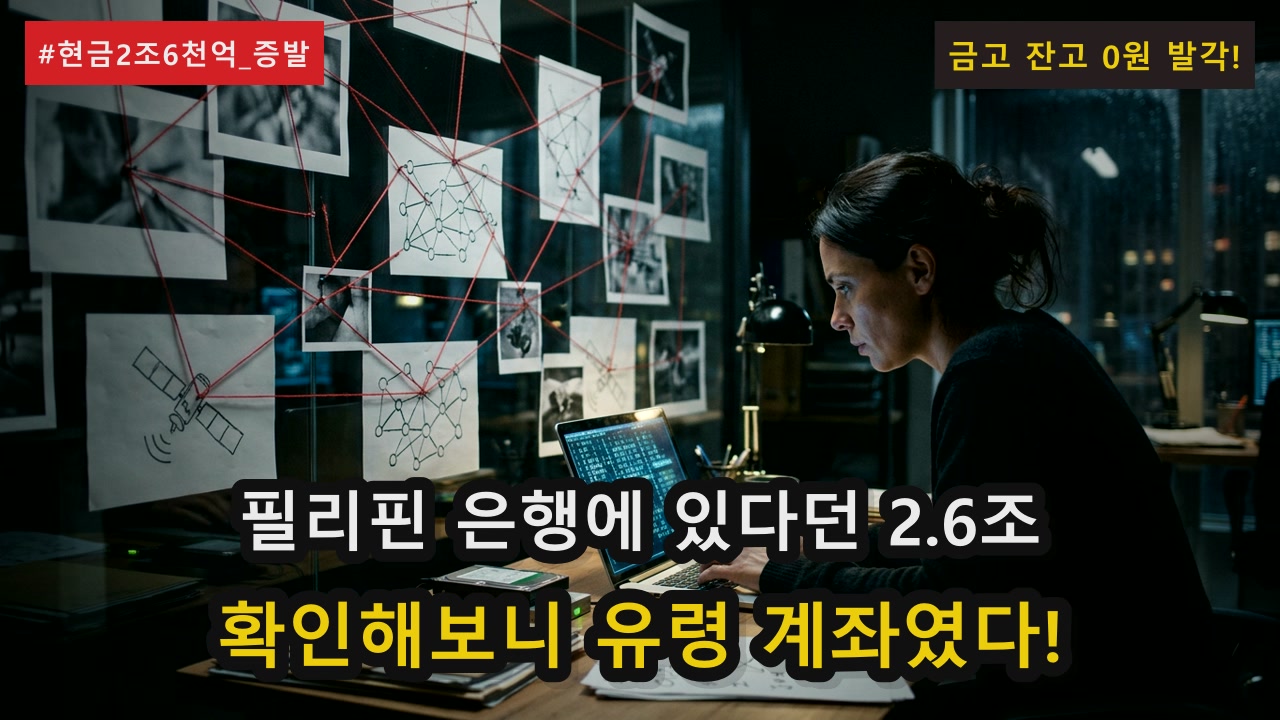 #현금2조6천억_증발
금고 잔고 0원 발각!
필리핀 은행에 있다던 2.6조
확인해보니 유령 계좌였다!